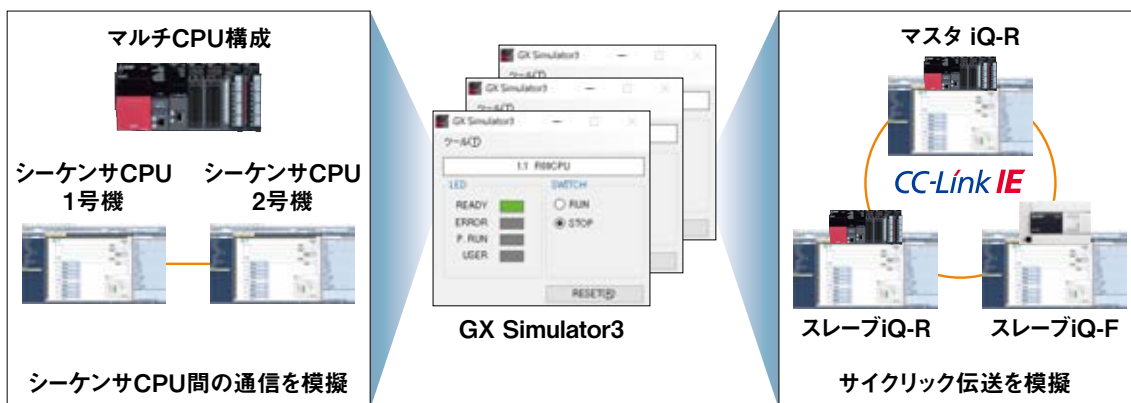 マルチCPU構成
シーケンサCPU
1号機
シーケンサCPU
2号機
シーケンサCPU間の通信を模擬
GX Simulator3
GX Simulator3
GX Simulator3
ツール(T)
LED
READY
ERROR
P. RUN
USER
SWITCH
RUN
STOP
RESET(R)
GX Simulator3
マスタ iQ-R
CC-Link IE
スレーブiQ-R
スレーブiQ-F
サイクリック伝送を模擬